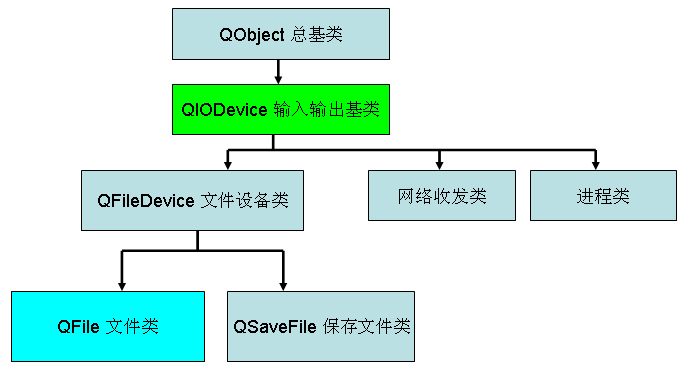 QObject 总基类
QIODevice 输入输出基类
QFileDevice 文件设备类
网络收发类
进程类
QFile 文件类
QSaveFile 保存文件类